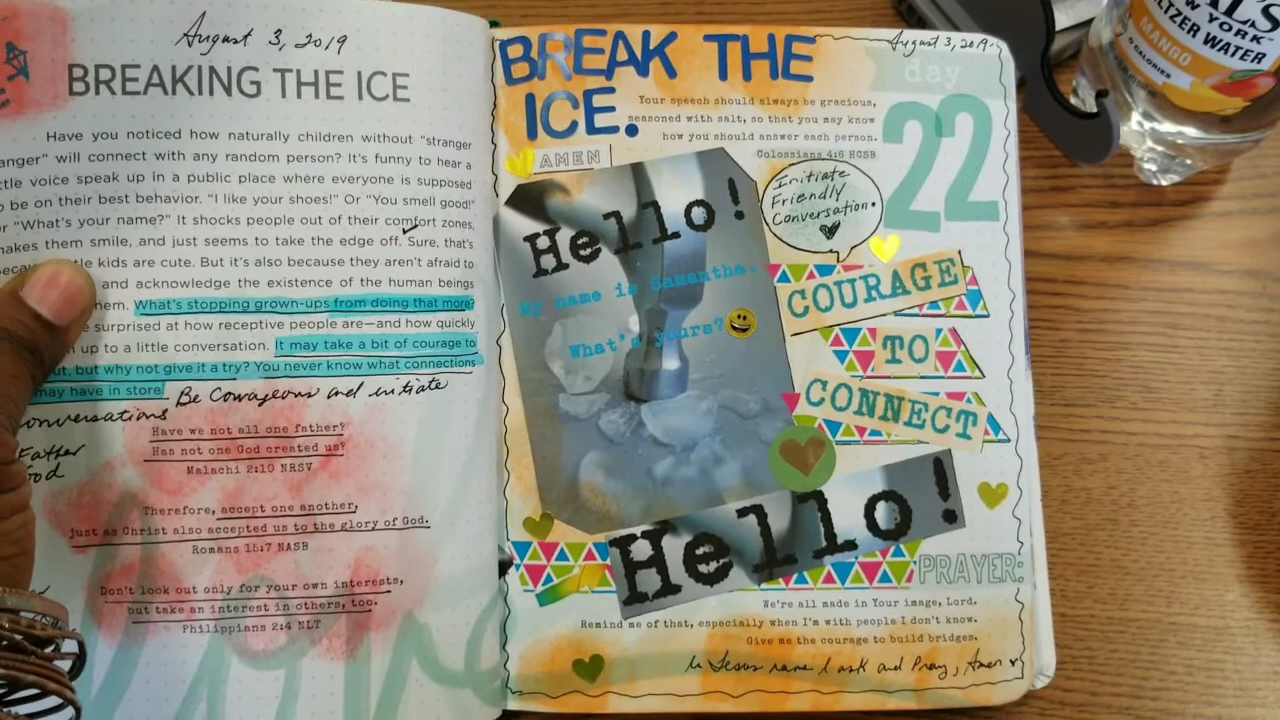 August 3, 2019
BREAKING THE ICE
Have you noticed how naturally children without "stranger
anger" will connect with any random person? It's funny to hear a
ttle voice speak up in a public place where everyone is supposed
o be on their best behavior. "I like your shoes!" Or "You smell good!"
r "What's your name?" It shocks people out of their comfort zones,
makes them smile, and just seems to take the edge off. Sure, that's
tle kids are cute. But it's also because they aren't afraid to
and acknowledge the existence of the human beings
hem. What's stopping grown-ups from doing that more?
e surprised at how receptive people are—and how quickly
n up to a little conversation. It may take a bit of courage to
ut, but why not give it a try? You never know what connections
may have in store. Be Courageous and initiate
onversations
Have we not all one father?
Has not one God created us?
Malachi 2:10 NRSV
Father
God
Therefore, accept one another,
just as Christ also accepted us to the glory of God.
Romans 15:7 NASB
Don't look out only for your own interests,
but take an interest in others, too.
Philippians 2:4 NLT
love
BREAK THE
ICE.
August 3, 2019
day
22
Your speech should always be gracious,
seasoned with salt, so that you may know
how you should answer each person.
Colossians 4:6 HCSB
AMEN
Hello!
My name is Samantha.
What's yours?
Initiate
Friendly
Conversation.
COURAGE
TO
CONNECT
Hello!
PRAYER:
We're all made in Your image, Lord.
Remind me of that, especially when I'm with people I don't know.
Give me the courage to build bridges.
In Jesus name I ask and Pray, Amen
AL'S
NEW YORK
SELTZER WATER
MANGO
0 CALORIES